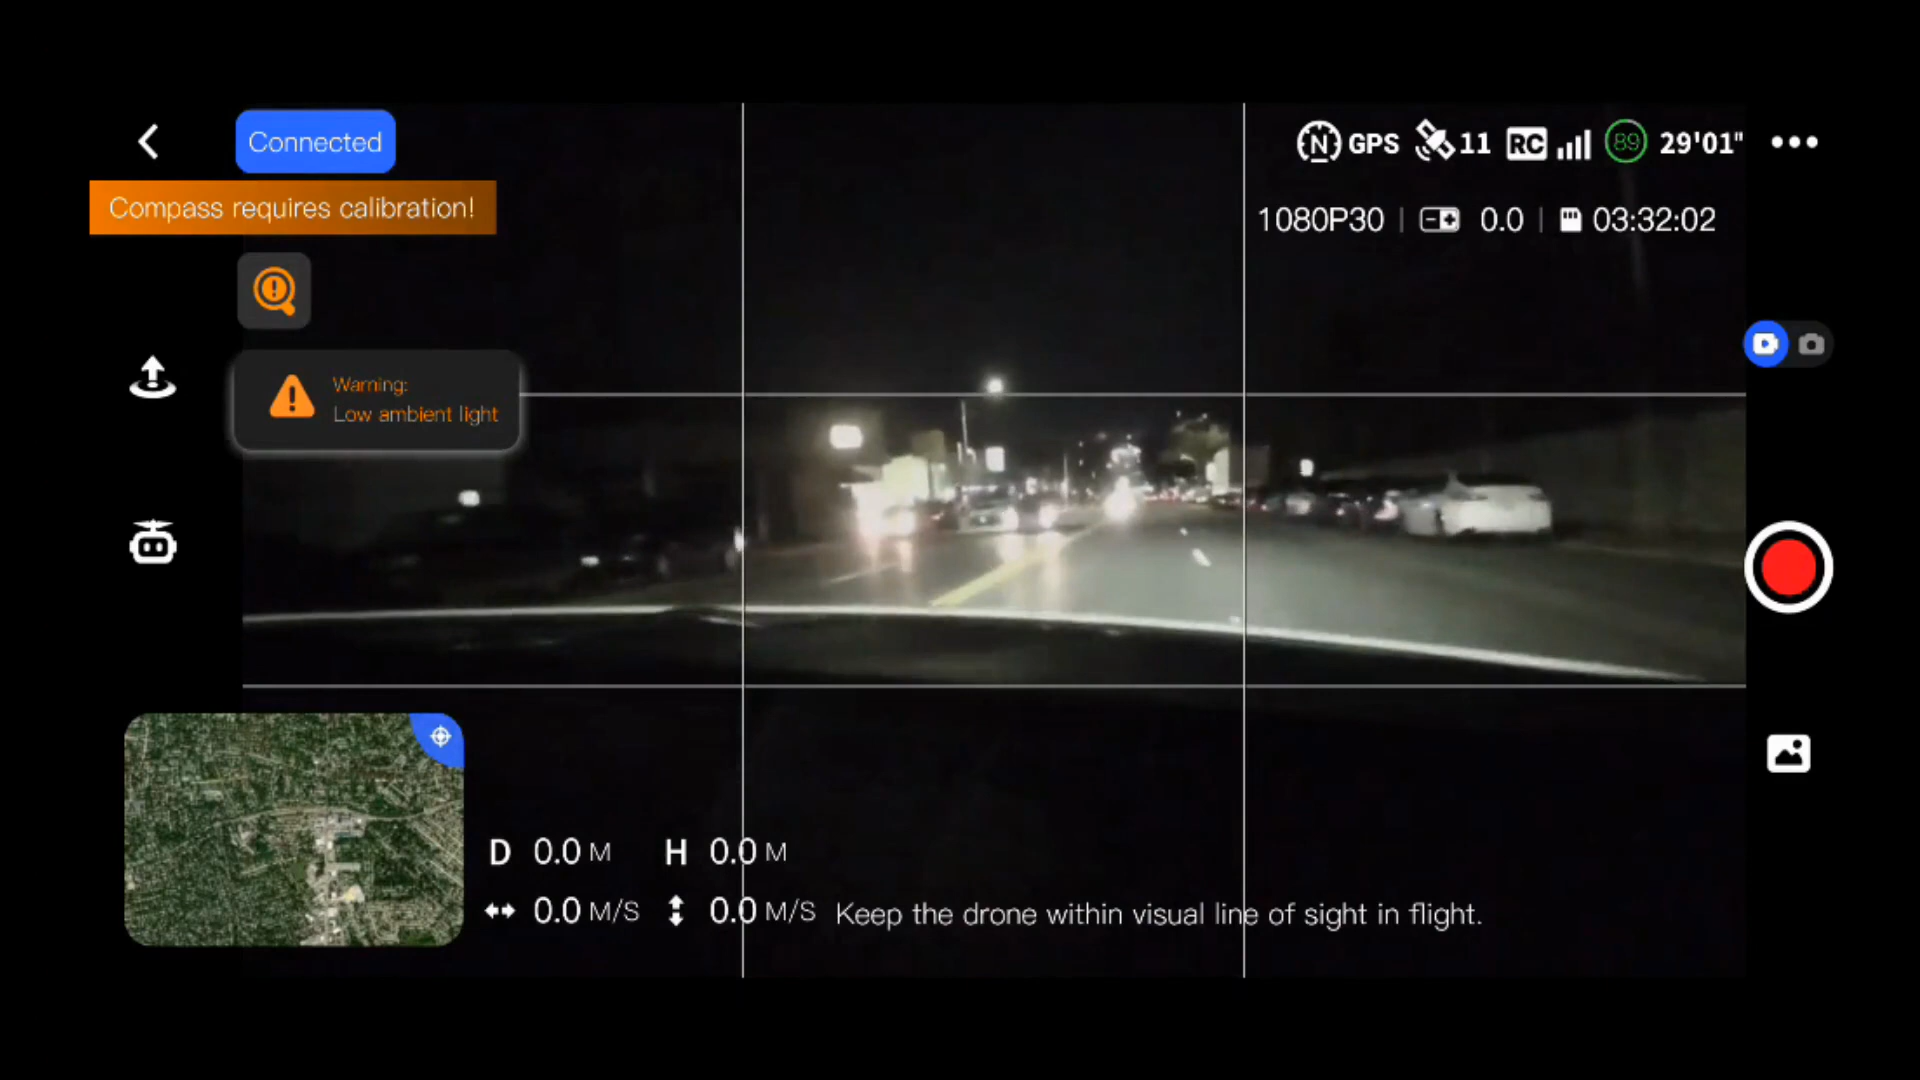 Connected
N GPS 11 RC 89 29'01"
Compass requires calibration!
1080P30 | 0.0 | 03:32:02
Warning:
Low ambient light
D 0.0 M H 0.0 M
0.0 M/S 0.0 M/S Keep the drone within visual line of sight in flight.